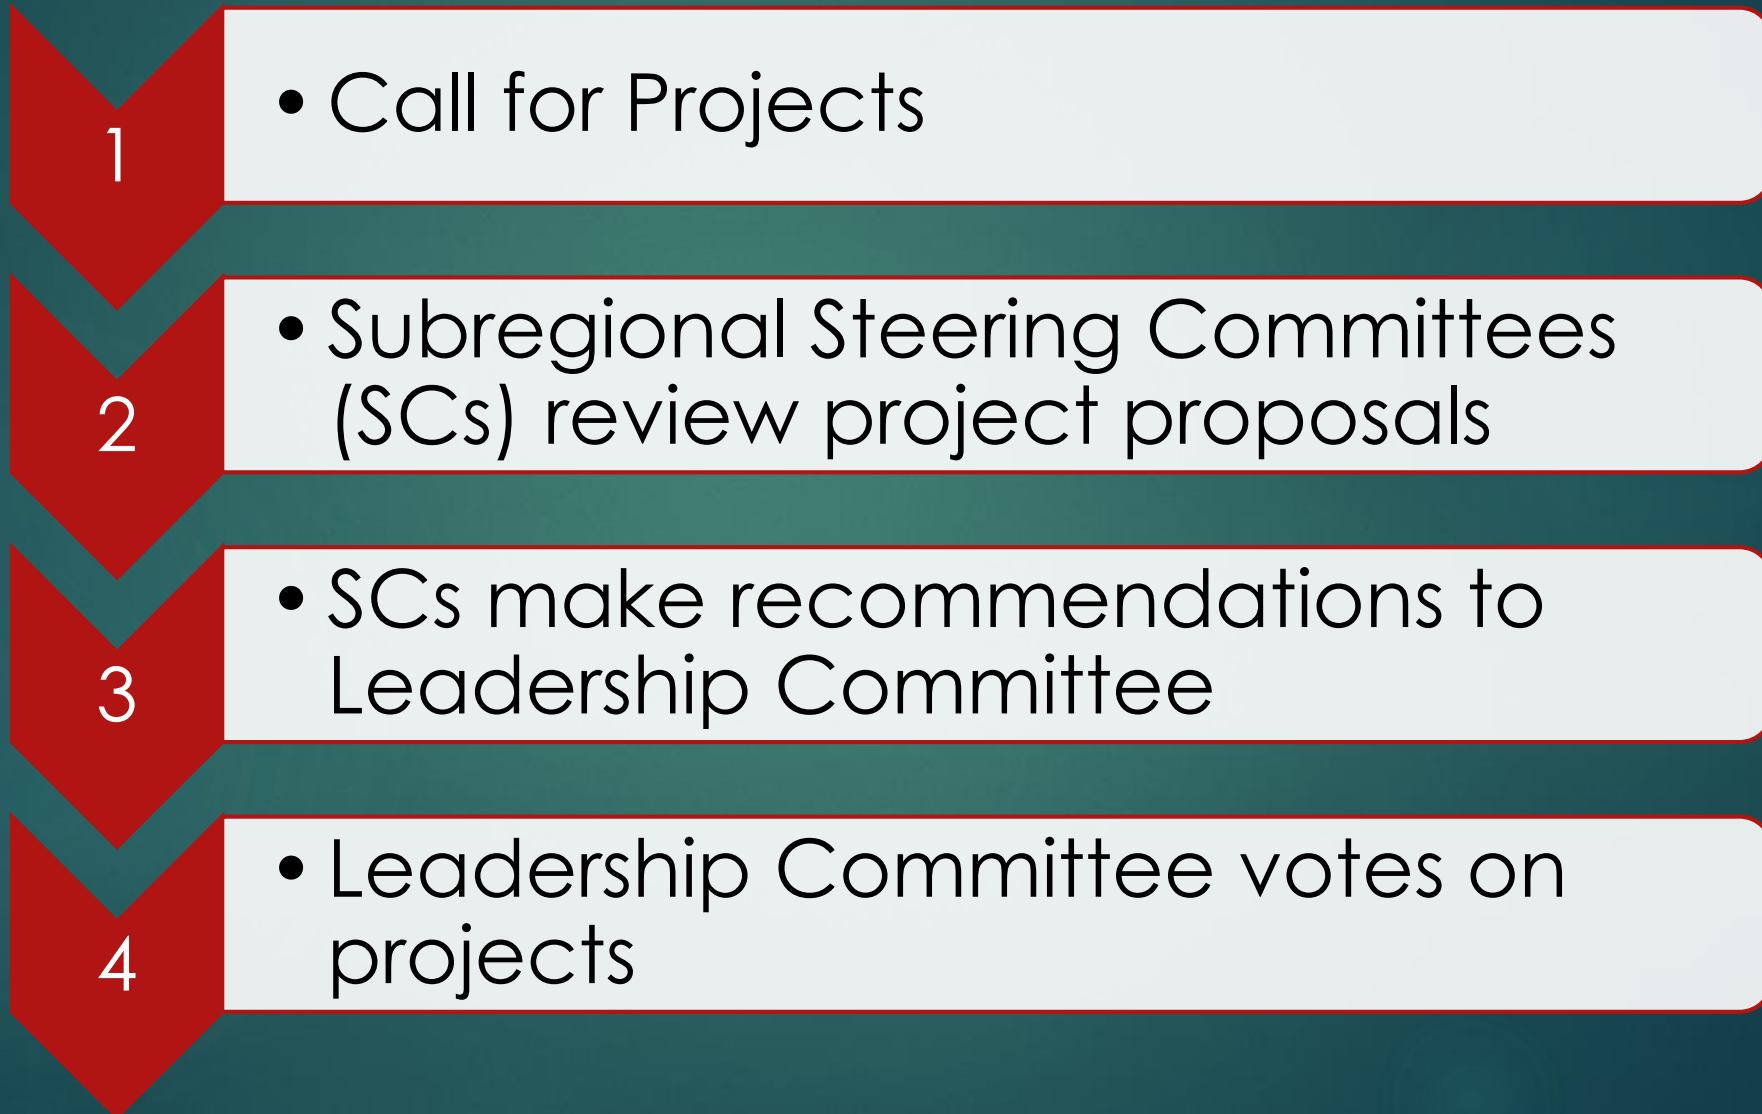 1
• Call for Projects
2
• Subregional Steering Committees
(SCs) review project proposals
3
• SCs make recommendations to
Leadership Committee
4
• Leadership Committee votes on
projects